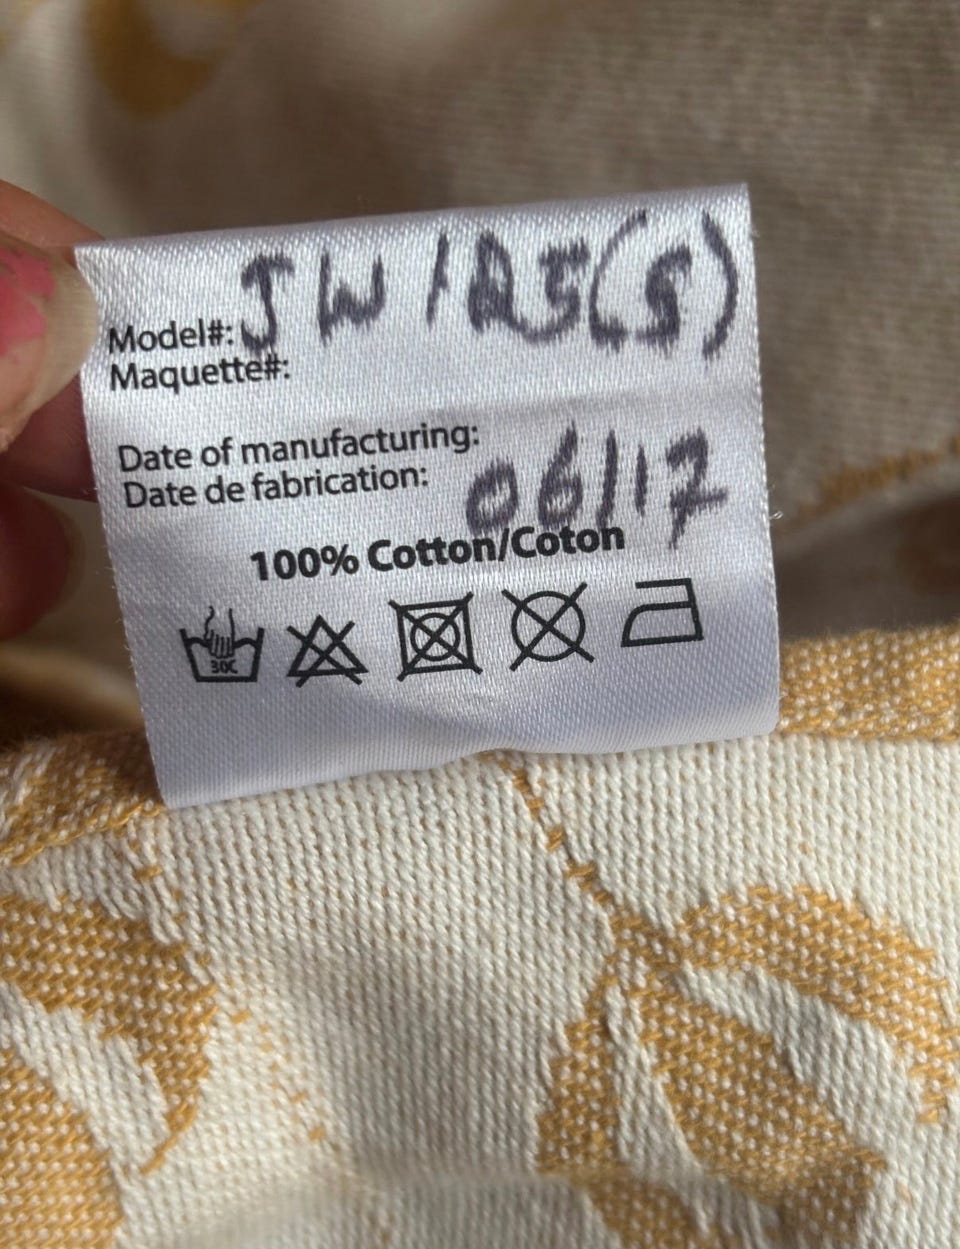 Model#: JW125(S)
Maquette#:
Date of manufacturing:
Date de fabrication: 06/17
100% Cotton/Coton
30C